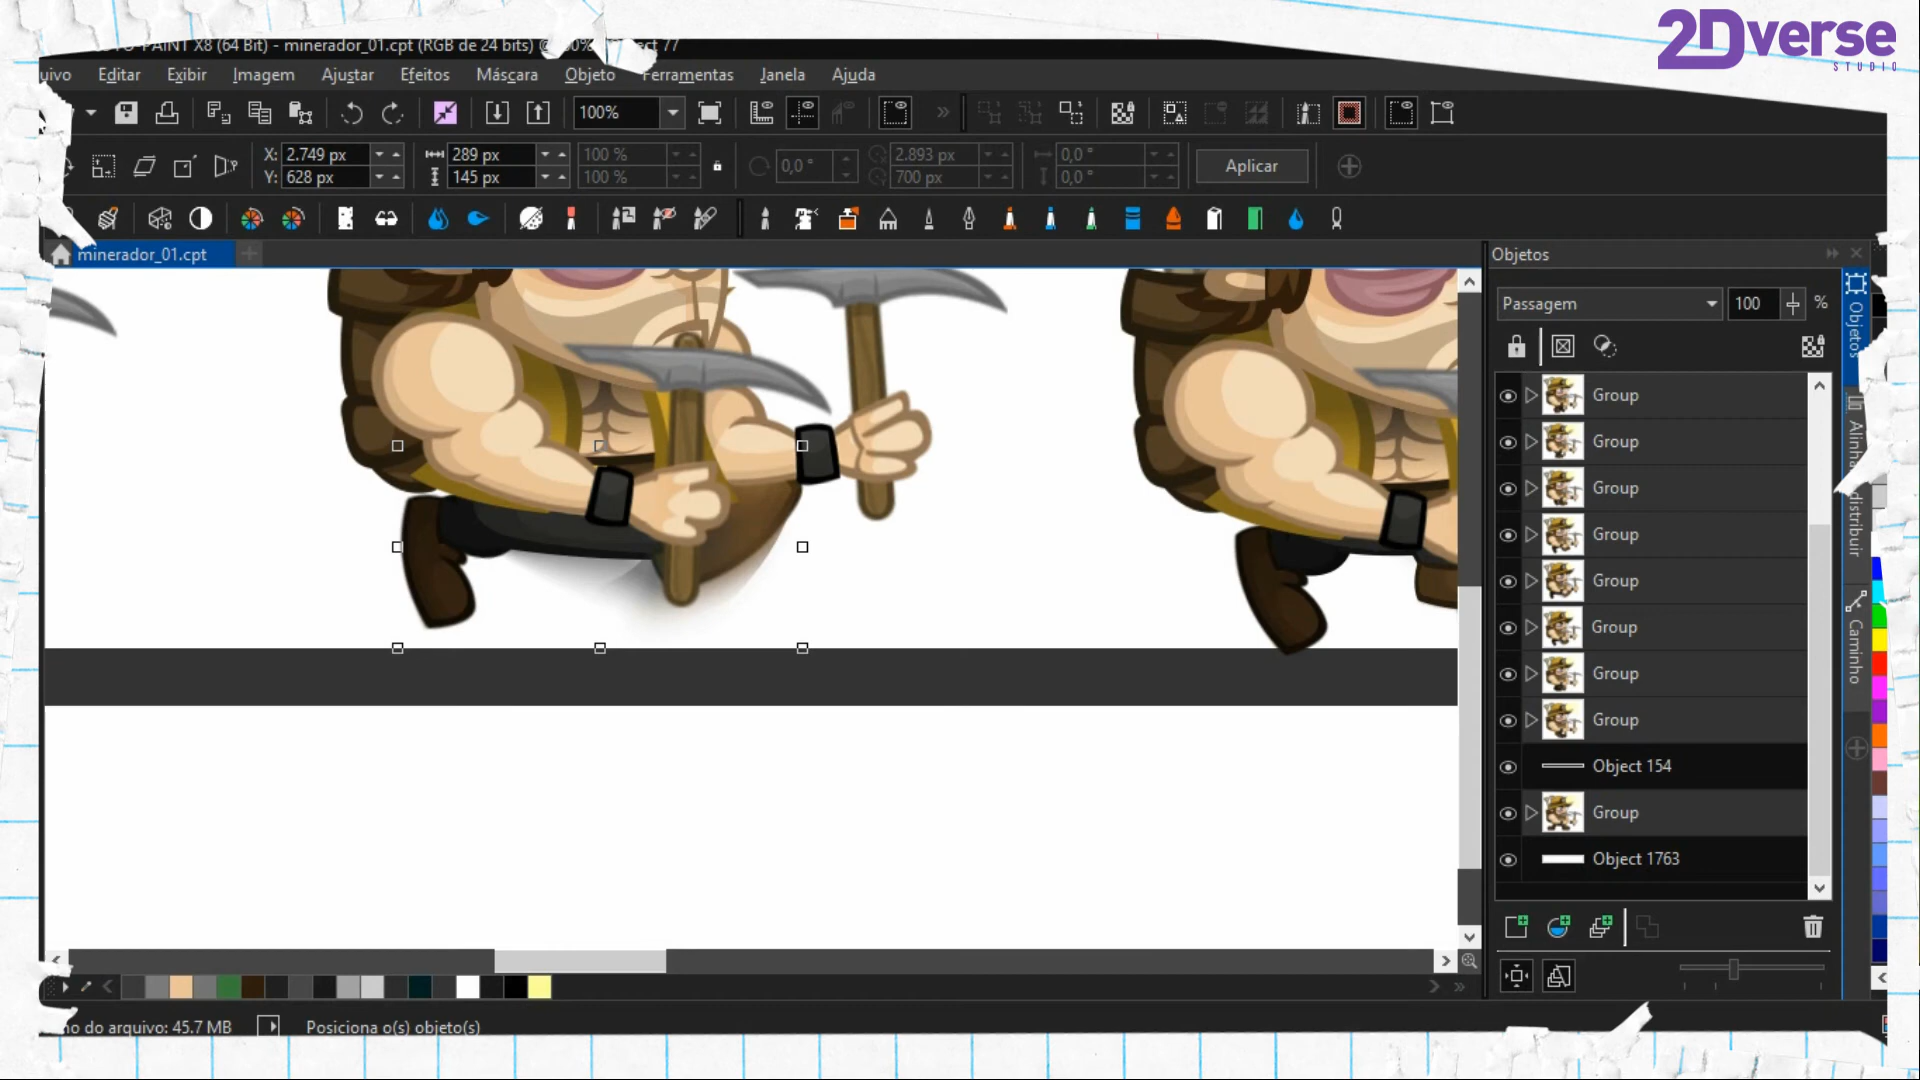 2Dverse
STUDIO
PAINT X8 (64 Bit) - minerador_01.cpt (RGB de 24 bits) @
77
uivo Editar Exibir Imagem Ajustar Efeitos Máscara Objeto Ferramentas Janela Ajuda
100%
X: 2.749 px 289 px 100 % 0,0 ° 2.893 px 0,0 ° Aplicar
Y: 628 px 145 px 100 % 700 px 0,0 °
minerador_01.cpt
Objetos
Passagem 100 %
Objetos
Group
Group
Group
Group
Group
Group
Group
Group
Object 154
Group
Object 1763
distribuir
Caminho
do arquivo: 45.7 MB Posiciona o(s) objeto(s)